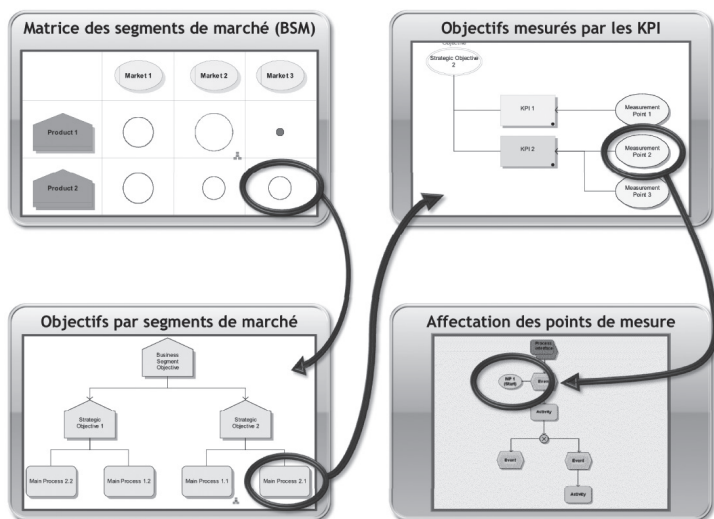 Matrice des segments de marché (BSM)
Market 1
Market 2
Market 3
Product 1
Product 2
Objectifs mesurés par les KPI
Objective
Strategic Objective
2
KPI 1
Measurement
Point 1
KPI 2
Measurement
Point 2
Measurement
Point 3
Objectifs par segments de marché
Business
Segment
Objective
Strategic
Objective 1
Strategic
Objective 2
Main Process 2.2
Main Process 1.2
Main Process 1.1
Main Process 2.1
Affectation des points de mesure
Process
MP 1
(Start)
Event
Activity
Event
Event
Activity